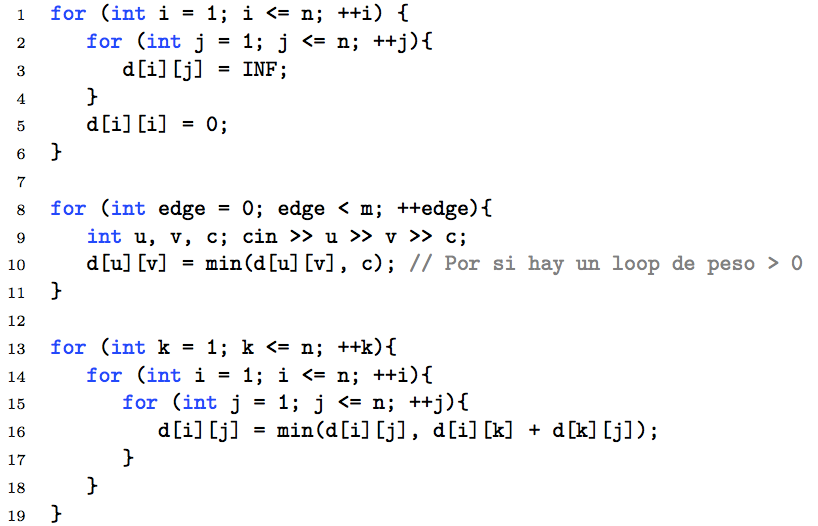 1 for (int i = 1; i <= n; ++i) {
2 for (int j = 1; j <= n; ++j){
3 d[i][j] = INF;
4 }
5 d[i][i] = 0;
6 }
7
8 for (int edge = 0; edge < m; ++edge){
9 int u, v, c; cin >> u >> v >> c;
10 d[u][v] = min(d[u][v], c); // Por si hay un loop de peso > 0
11 }
12
13 for (int k = 1; k <= n; ++k){
14 for (int i = 1; i <= n; ++i){
15 for (int j = 1; j <= n; ++j){
16 d[i][j] = min(d[i][j], d[i][k] + d[k][j]);
17 }
18 }
19 }